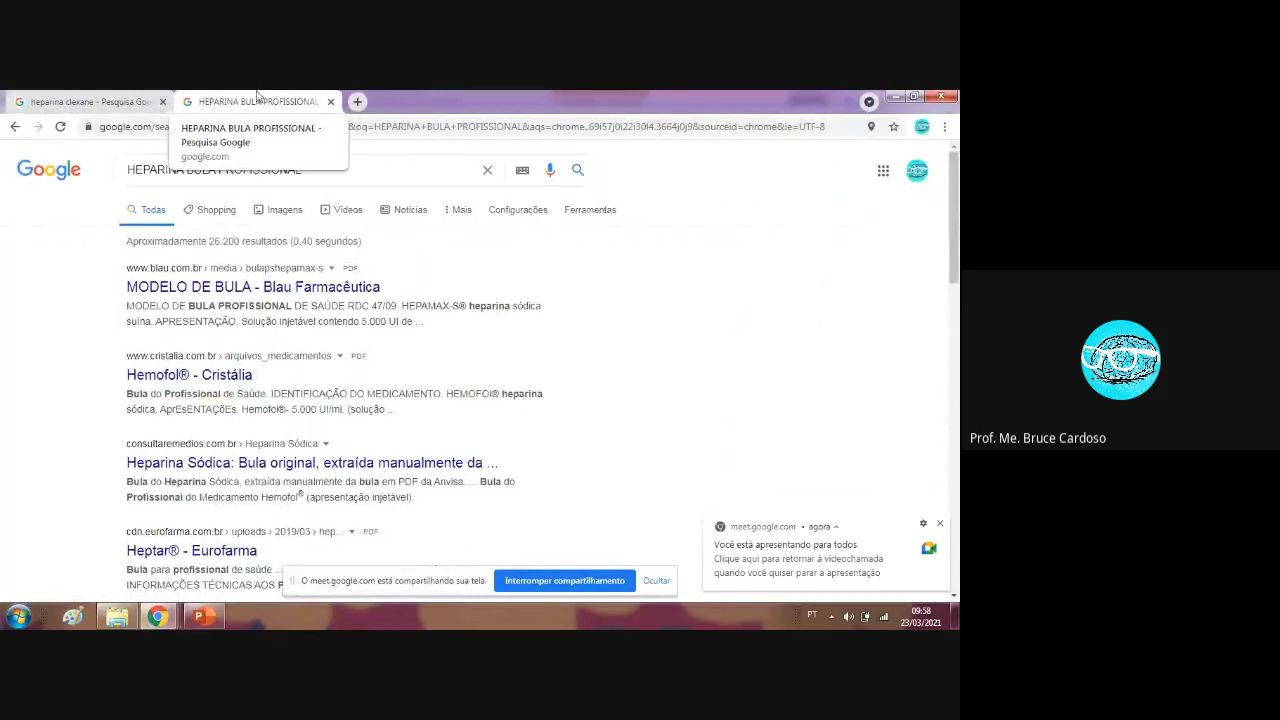 heparina clexane - Pesquisa Goo
HEPARINA BULA PROFISSIONAL
HEPARINA BULA PROFISSIONAL -
Pesquisa Google
google.com
google.com/sea
&oq=HEPARINA+BULA+PROFISSIONAL&aqs=chrome..69i57j0i22i30l4.3664j0j9&sourceid=chrome&ie=UTF-8
Google
HEPARINA BULA PROFISSIONAL
Todas
Shopping
Imagens
Vídeos
Notícias
Mais
Configurações
Ferramentas
Aproximadamente 26.200 resultados (0,40 segundos)
www.blau.com.br › media › bulapshepamax-s PDF
MODELO DE BULA - Blau Farmacêutica
MODELO DE BULA PROFISSIONAL DE SAÚDE RDC 47/09. HEPAMAX-S® heparina sódica
suína. APRESENTAÇÃO. Solução injetável contendo 5.000 UI de ...
www.cristalia.com.br › arquivos_medicamentos PDF
Hemofol® - Cristália
Bula do Profissional de Saúde. IDENTIFICAÇÃO DO MEDICAMENTO. HEMOFOl® heparina
sódica. AprEsENTAÇõEs. Hemofol®- 5.000 UI/ml. (solução ...
consultaremedios.com.br › Heparina Sódica
Heparina Sódica: Bula original, extraída manualmente da ...
Bula do Heparina Sódica, extraída manualmente da bula em PDF da Anvisa. ... Bula do
Profissional do Medicamento Hemofol® (apresentação injetável).
cdn.eurofarma.com.br › uploads › 2019/03 › hep... PDF
Heptar® - Eurofarma
Bula para profissional de saúde ...
INFORMAÇÕES TÉCNICAS AOS P
O meet.google.com está compartilhando sua tela.
Interromper compartilhamento
Ocultar
meet.google.com • agora
Você está apresentando para todos
Clique aqui para retornar à videochamada
quando você quiser parar a apresentação
PT
09:58
23/03/2021
Prof. Me. Bruce Cardoso